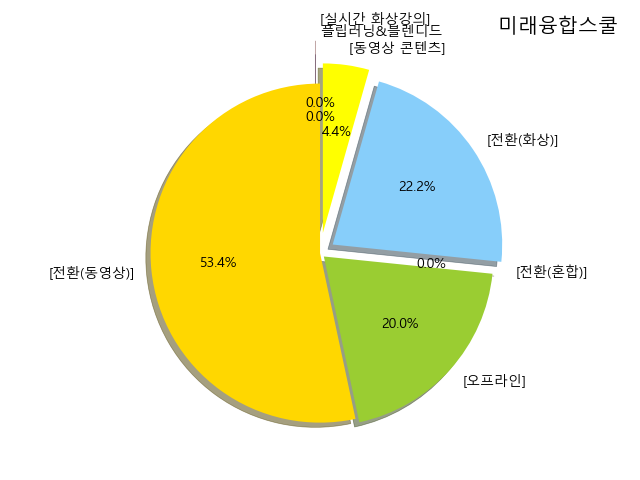 미래융합스쿨
[실시간 화상강의]
플립러닝&블렌디드
[동영상 콘텐츠]
0.0%
0.0%
4.4%
[전환(화상)]
22.2%
53.4%
0.0%
[전환(동영상)]
[전환(혼합)]
20.0%
[오프라인]